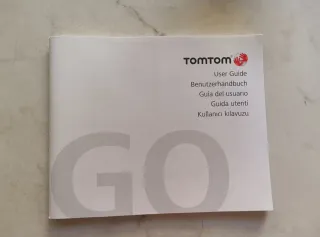 TOMTOM
User Guide
Benutzerhandbuch
Guía del usuario
Guida utenti
Kullanıcı kılavuzu
GO